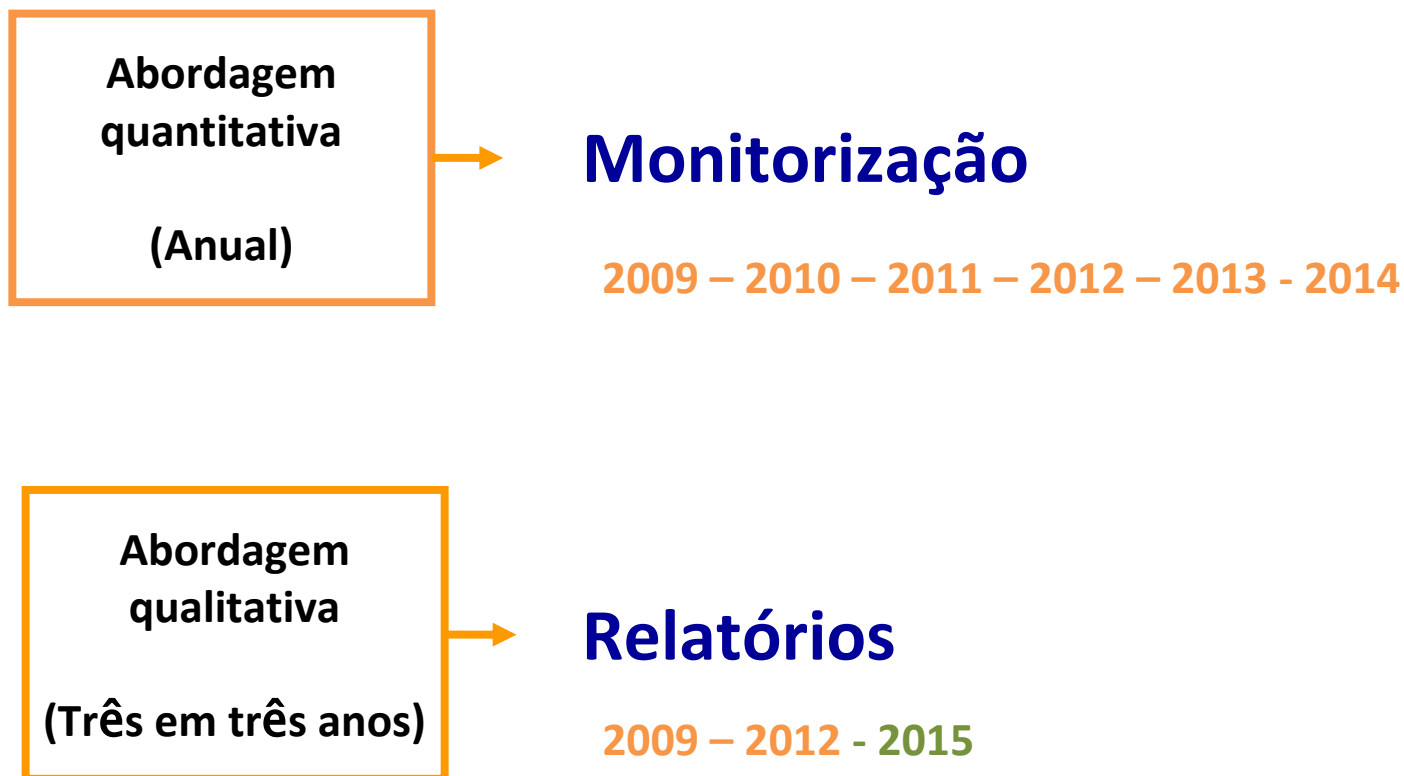 Abordagem
quantitativa
(Anual)
Monitorização
2009 – 2010 – 2011 – 2012 – 2013 - 2014
Abordagem
qualitativa
(Três em três anos)
Relatórios
2009 – 2012 - 2015